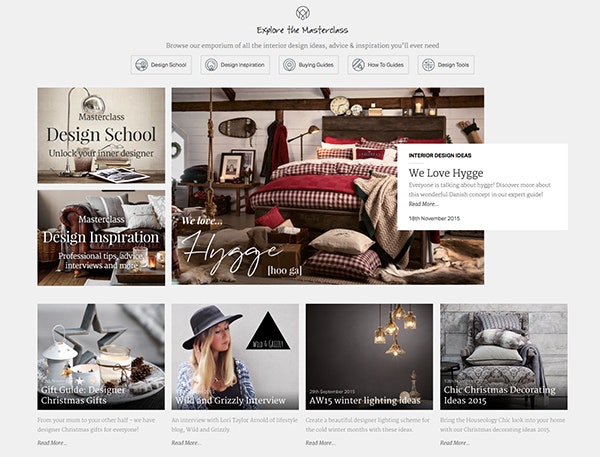 Explore the Masterclass
Browse our emporium of all the interior design ideas, advice & inspiration you'll ever need
Design School
Design Inspiration
Buying Guides
How To Guides
Design Tools
Masterclass
Design School
Unlock your inner designer
Masterclass
Design Inspiration
Professional tips, advice,
interviews and more
We love...
Hygge
[hoo ga]
INTERIOR DESIGN IDEAS
We Love Hygge
Everyone is talking about hygge! Discover more about
this wonderful Danish concept in our expert guide!
Read More...
18th November 2015
Gift Guide: Designer
Christmas Gifts
From your mum to your other half – we have
designer Christmas gifts for everyone!
Read More...
WILD & GRIZZLY
Wild and Grizzly Interview
An interview with Lori Taylor Arnold of lifestyle
blog, Wild and Grizzly.
Read More...
29th September 2015
AW15 winter lighting ideas
Create a beautiful designer lighting scheme for
the cold winter months with these ideas.
Read More...
Chic Christmas Decorating
Ideas 2015
Bring the Houseology Chic look into your home
with our Christmas decorating ideas 2015.
Read More...